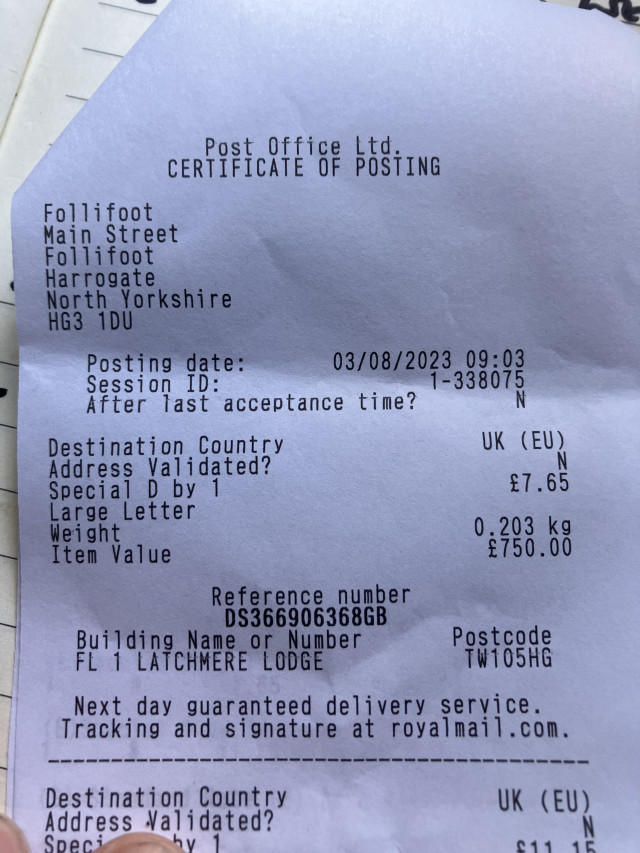 Post Office Ltd.
CERTIFICATE OF POSTING
Follifoot
Main Street
Follifoot
Harrogate
North Yorkshire
HG3 1DU
Posting date: 03/08/2023 09:03
Session ID: 1-338075
After last acceptance time? N
Destination Country UK (EU)
Address Validated? N
Special D by 1 £7.65
Large Letter
Weight 0.203 kg
Item Value £750.00
Reference number
DS366906368GB
Building Name or Number Postcode
FL 1 LATCHMERE LODGE TW105HG
Next day guaranteed delivery service.
Tracking and signature at royalmail.com.
Destination Country UK (EU)
Address Validated? N
by 1 £11.15